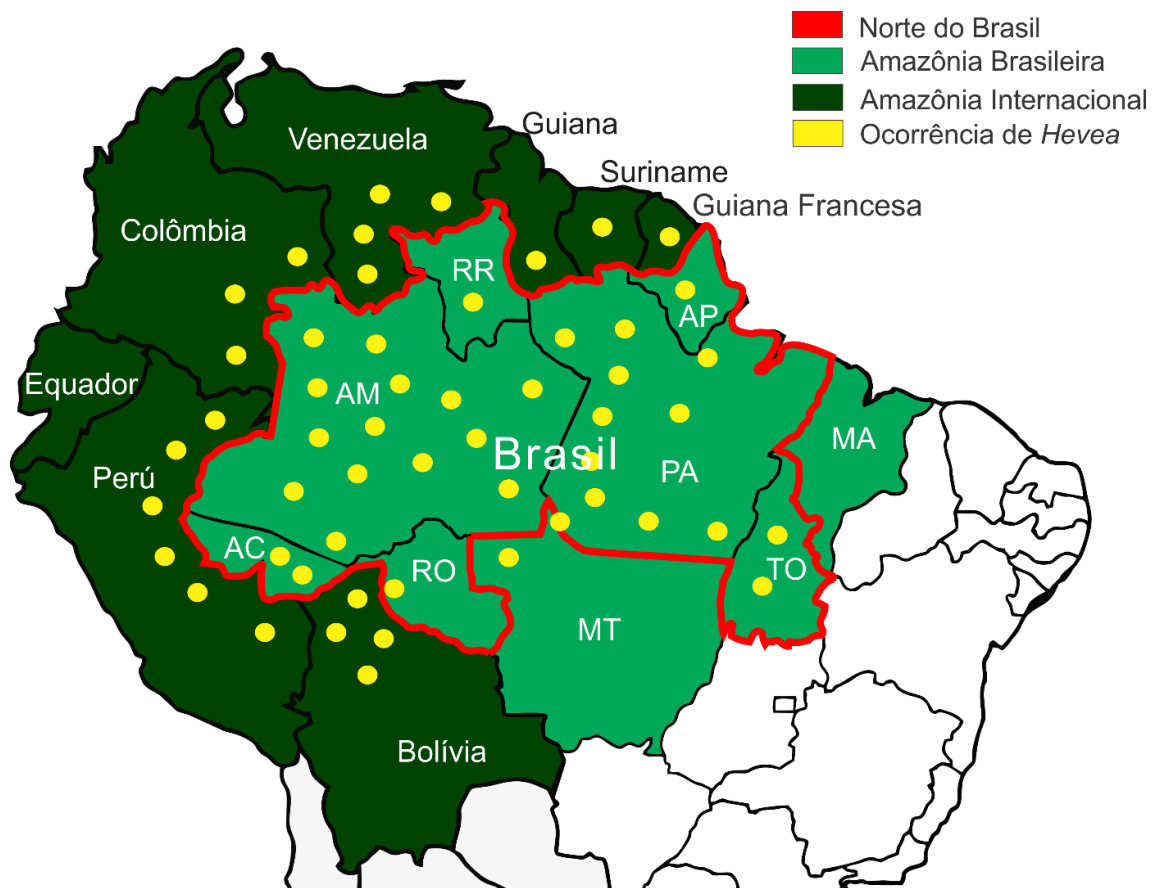 Norte do Brasil
Amazônia Brasileira
Amazônia Internacional
Ocorrência de Hevea
Guiana
Venezuela
Suriname
Guiana Francesa
Colômbia
RR
AP
Equador
AM
MA
Brasil
Perú
PA
AC
RO
TO
MT
Bolívia